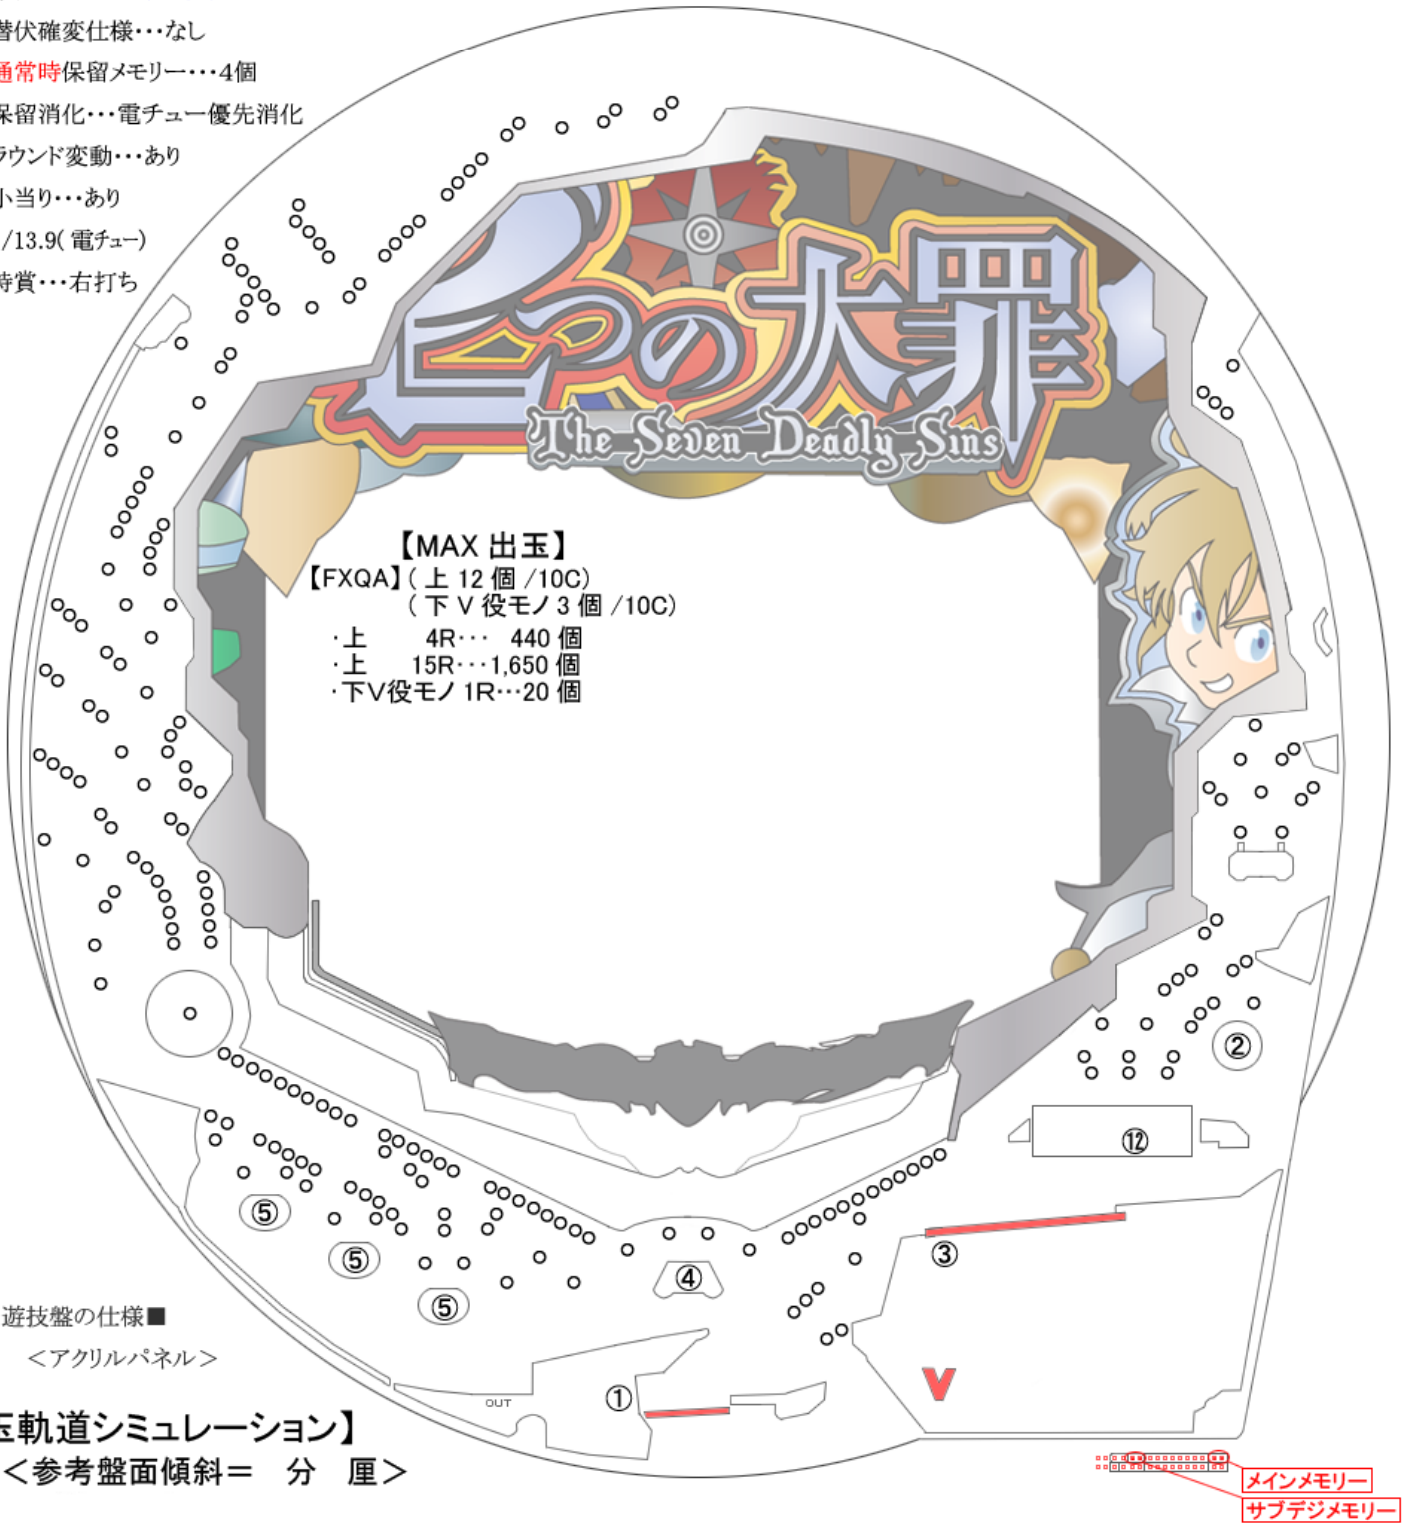 潜伏確変仕様･･･なし
通常時保留メモリー･･･4個
保留消化･･･電チュー優先消化
ラウンド変動･･･あり
小当り･･･あり
/13.9(電チュー)
時賞･･･右打ち
七つの大罪
The Seven Deadly Sins
【MAX 出玉】
【FXQA】(上 12 個 /10C)
(下 V 役モノ 3 個 /10C)
・上 4R･･･ 440 個
・上 15R･･･1,650 個
・下V役モノ 1R･･･20 個
②
⑫
⑤
③
⑤
④
⑤
遊技盤の仕様■
＜アクリルパネル＞
V
①
OUT
玉軌道シミュレーション】
＜参考盤面傾斜＝ 分 厘＞
メインメモリー
サブデジメモリー